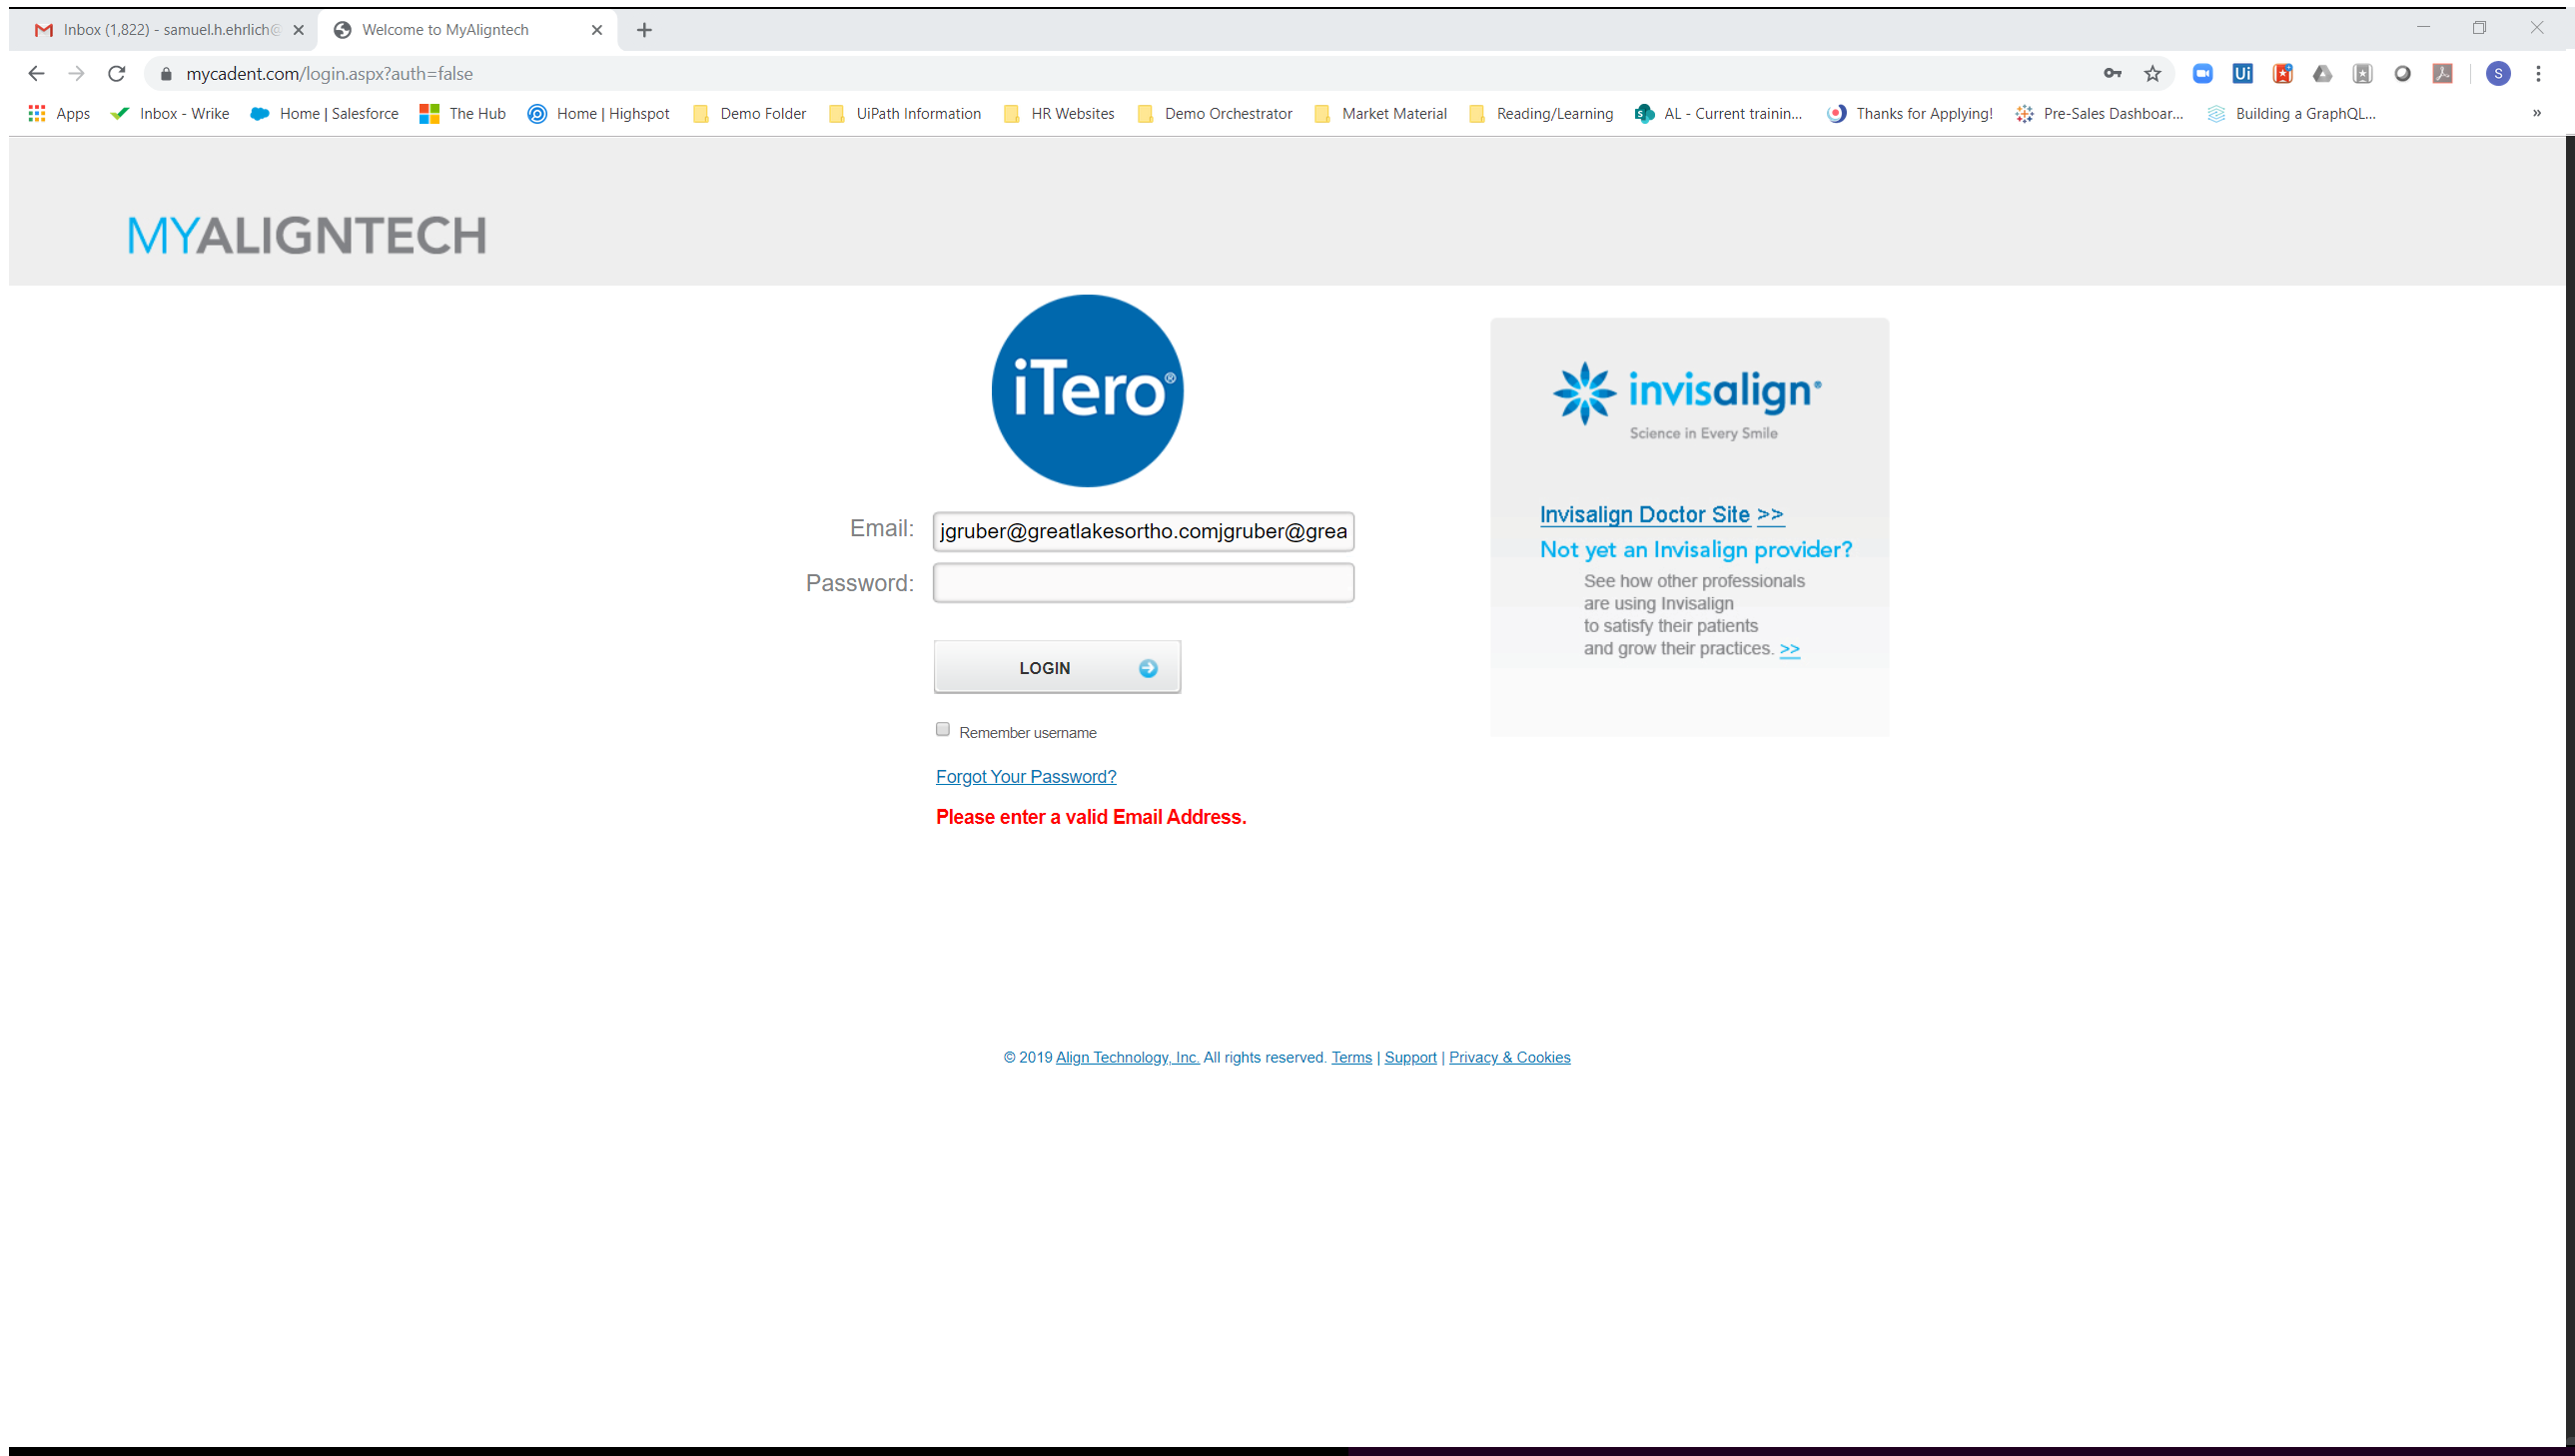 Inbox (1,822) - samuel.h.ehrlich@
Welcome to MyAligntech
mycadent.com/login.aspx?auth=false
Ui
S
Apps Inbox - Wrike Home | Salesforce The Hub Home | Highspot Demo Folder UiPath Information HR Websites Demo Orchestrator Market Material Reading/Learning AL - Current trainin... Thanks for Applying! Pre-Sales Dashboar... Building a GraphQL... »
MYALIGNTECH
iTero®
Email: jgruber@greatlakesortho.comjgruber@grea
Password:
LOGIN
Remember username
Forgot Your Password?
Please enter a valid Email Address.
invisalign®
Science in Every Smile
Invisalign Doctor Site >>
Not yet an Invisalign provider?
See how other professionals
are using Invisalign
to satisfy their patients
and grow their practices. >>
© 2019 Align Technology, Inc. All rights reserved. Terms | Support | Privacy & Cookies